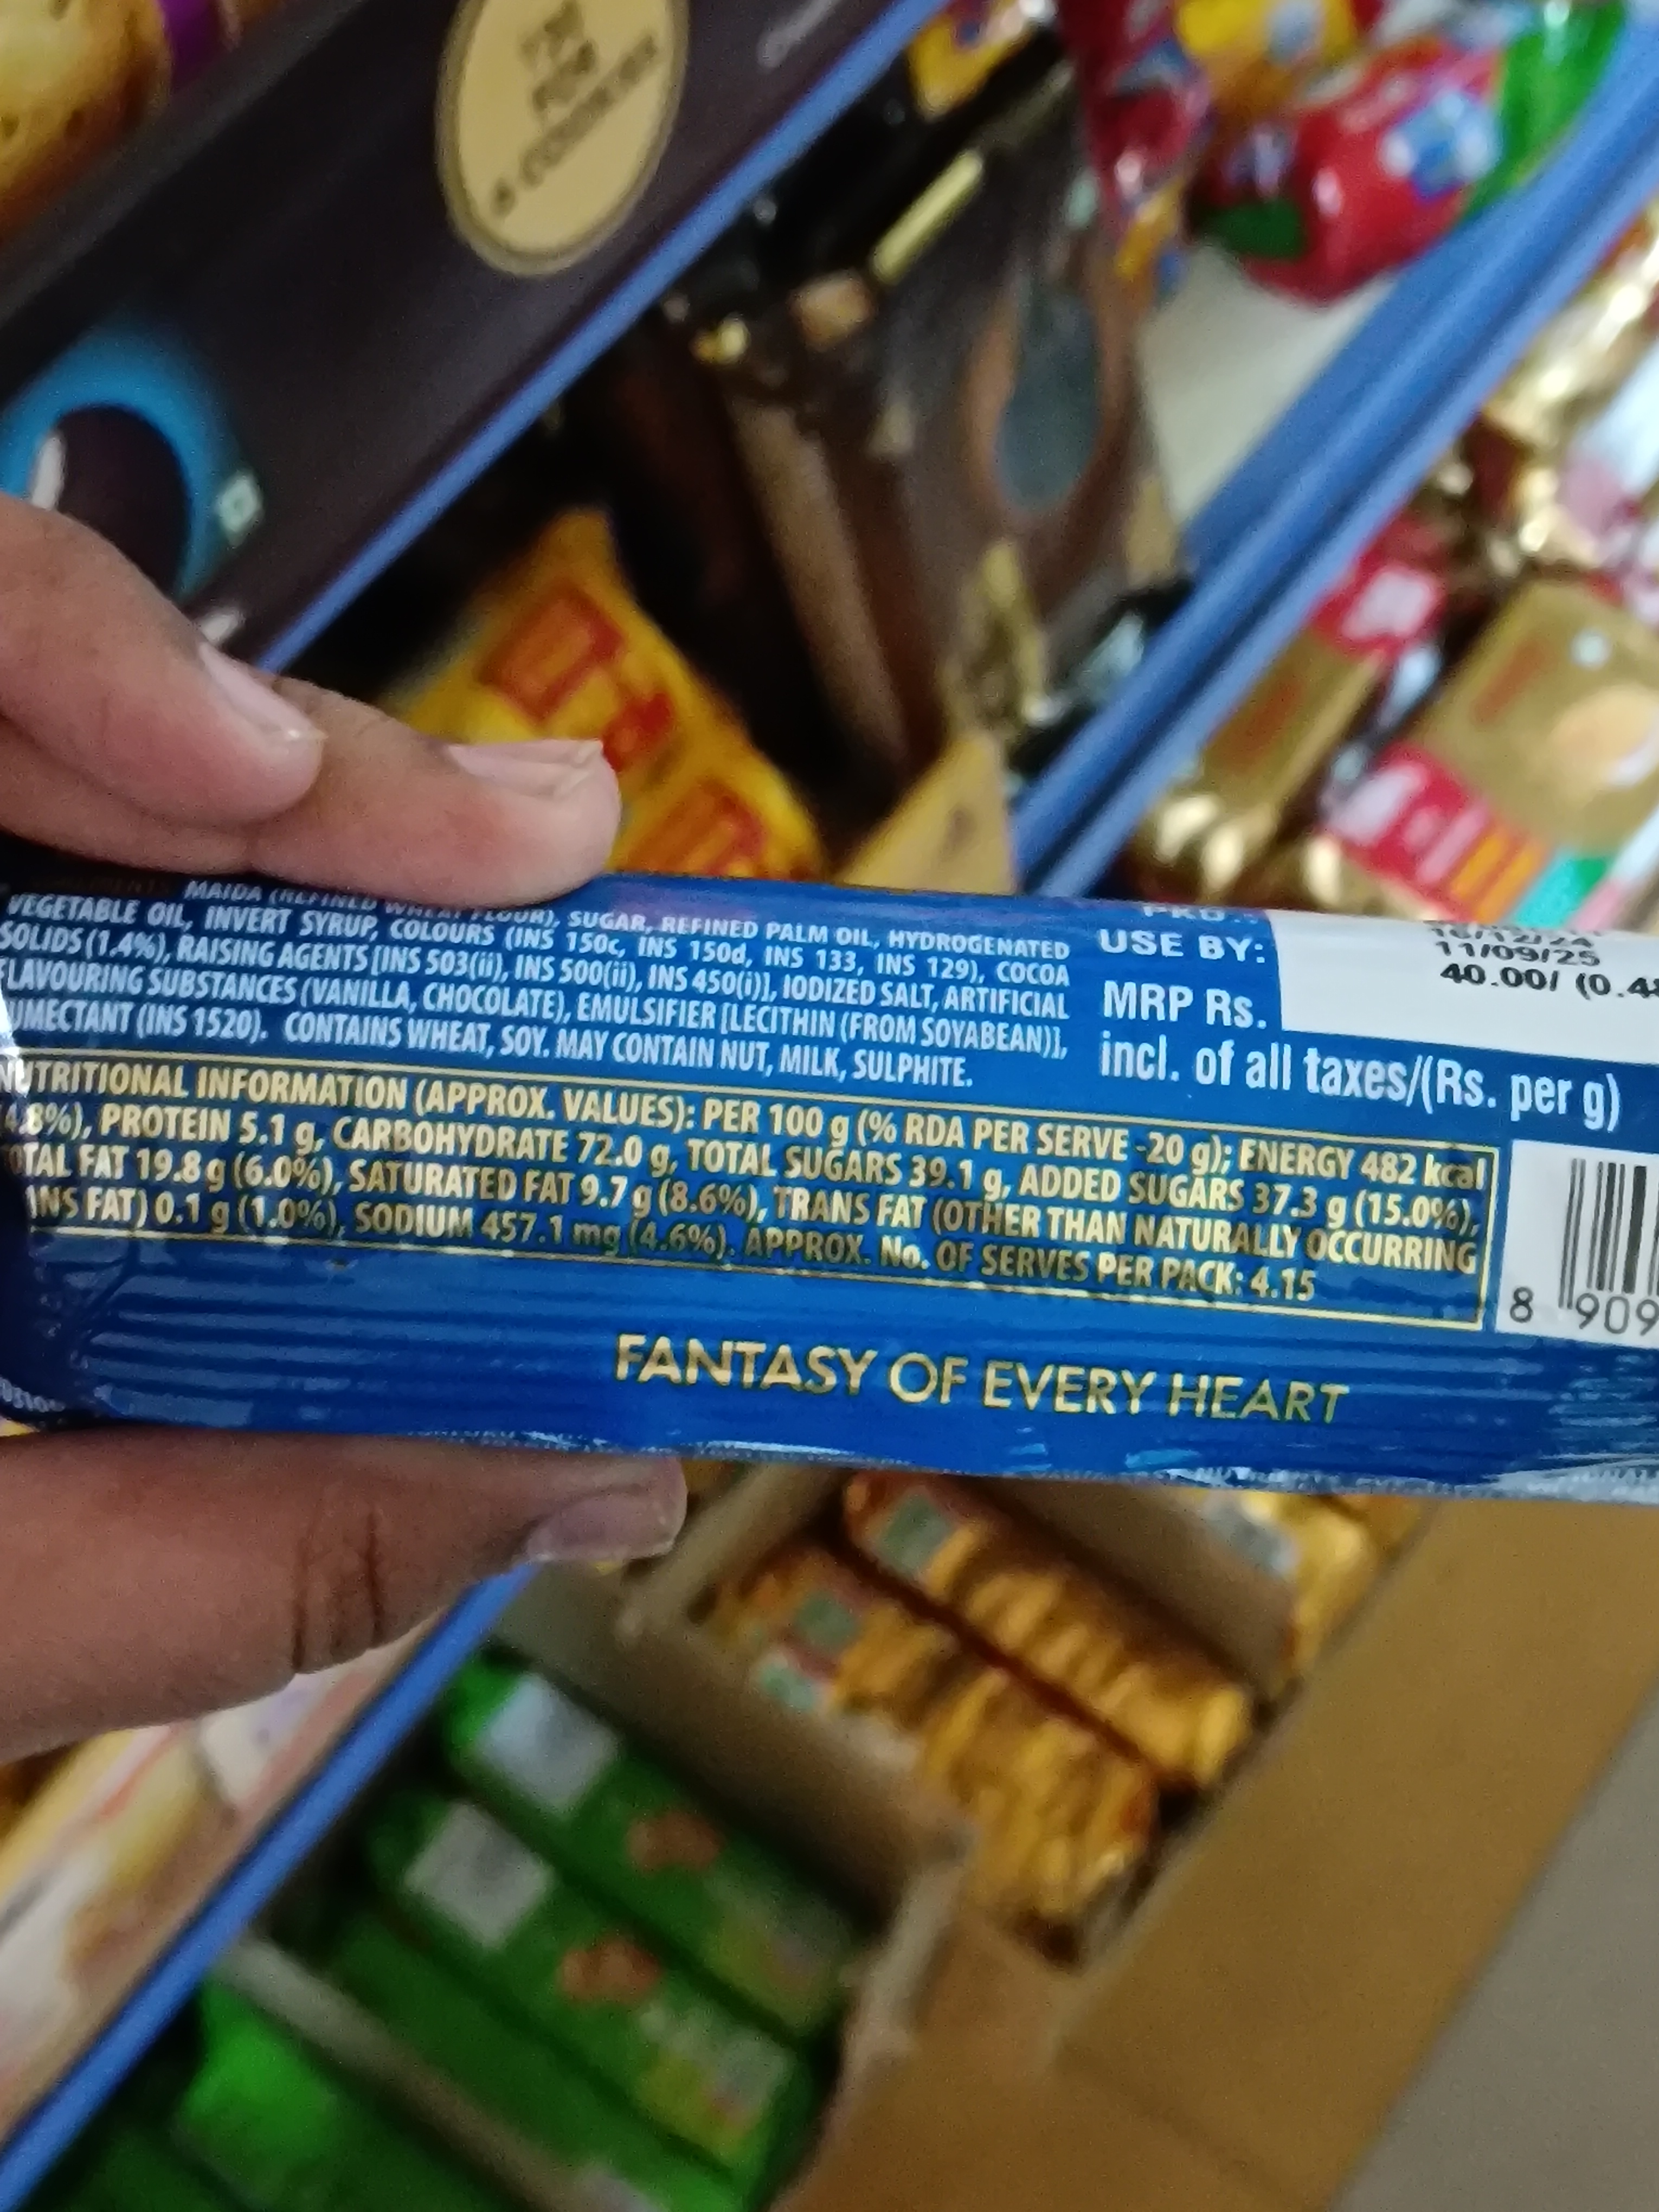 MAIDA (REFINED WHEAT FLOUR), SUGAR, REFINED PALM OIL, HYDROGENATED
VEGETABLE OIL, INVERT SYRUP, COLOURS (INS 150c, INS 150d, INS 133, INS 129), COCOA
SOLIDS (1.4%), RAISING AGENTS [INS 503(ii), INS 500(ii), INS 450(i)], IODIZED SALT, ARTIFICIAL
FLAVOURING SUBSTANCES (VANILLA, CHOCOLATE), EMULSIFIER [LECITHIN (FROM SOYABEAN)],
UMECTANT (INS 1520). CONTAINS WHEAT, SOY. MAY CONTAIN NUT, MILK, SULPHITE.
NUTRITIONAL INFORMATION (APPROX. VALUES): PER 100 g (% RDA PER SERVE -20 g); ENERGY 482 kcal
(4.8%), PROTEIN 5.1 g, CARBOHYDRATE 72.0 g, TOTAL SUGARS 39.1 g, ADDED SUGARS 37.3 g (15.0%),
OTAL FAT 19.8 g (6.0%), SATURATED FAT 9.7 g (8.6%), TRANS FAT (OTHER THAN NATURALLY OCCURRING
ANS FAT) 0.1 g (1.0%), SODIUM 457.1 mg (4.6%). APPROX. No. OF SERVES PER PACK: 4.15
PKD.:
16/12/24
USE BY:
11/09/25
MRP Rs.
40.00/ (0.48
incl. of all taxes/(Rs. per g)
8 909
FANTASY OF EVERY HEART